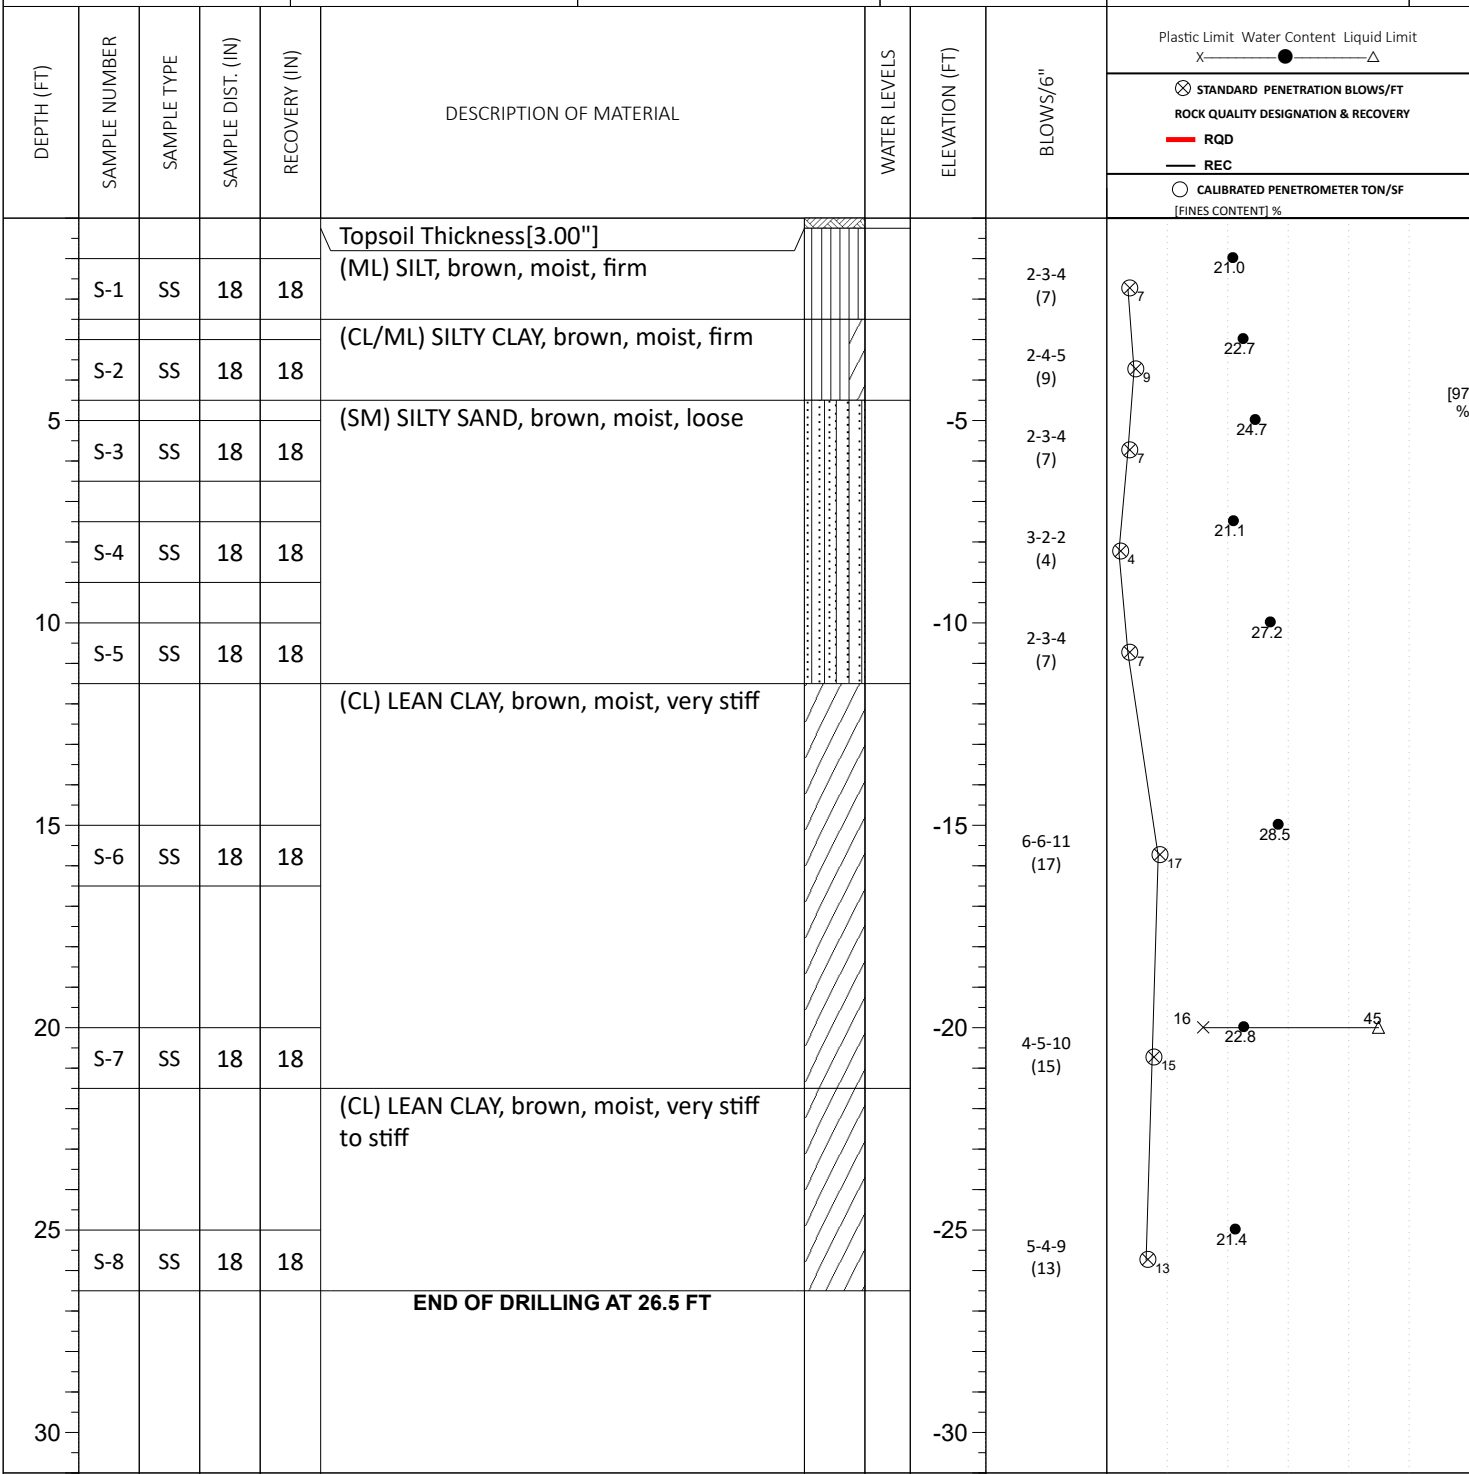 DEPTH (FT)
SAMPLE NUMBER
SAMPLE TYPE
SAMPLE DIST. (IN)
RECOVERY (IN)
DESCRIPTION OF MATERIAL
WATER LEVELS
ELEVATION (FT)
BLOWS/6"
Plastic Limit Water Content Liquid Limit
X
STANDARD PENETRATION BLOWS/FT
ROCK QUALITY DESIGNATION & RECOVERY
RQD
REC
CALIBRATED PENETROMETER TON/SF
[FINES CONTENT] %
Topsoil Thickness[3.00"]
(ML) SILT, brown, moist, firm
21.0
S-1 SS 18 18 2-3-4
(7) 7
(CL/ML) SILTY CLAY, brown, moist, firm
22.7
S-2 SS 18 18 2-4-5
(9) 9
[97
%
5 (SM) SILTY SAND, brown, moist, loose -5
24.7
S-3 SS 18 18 2-3-4
(7) 7
21.1
S-4 SS 18 18 3-2-2
(4) 4
10 -10
27.2
S-5 SS 18 18 2-3-4
(7) 7
(CL) LEAN CLAY, brown, moist, very stiff
15 -15
28.5
S-6 SS 18 18 6-6-11
(17) 17
20 -20 16 45
22.8
S-7 SS 18 18 4-5-10
(15) 15
(CL) LEAN CLAY, brown, moist, very stiff
to stiff
25 -25
21.4
S-8 SS 18 18 5-4-9
(13) 13
END OF DRILLING AT 26.5 FT
30 -30